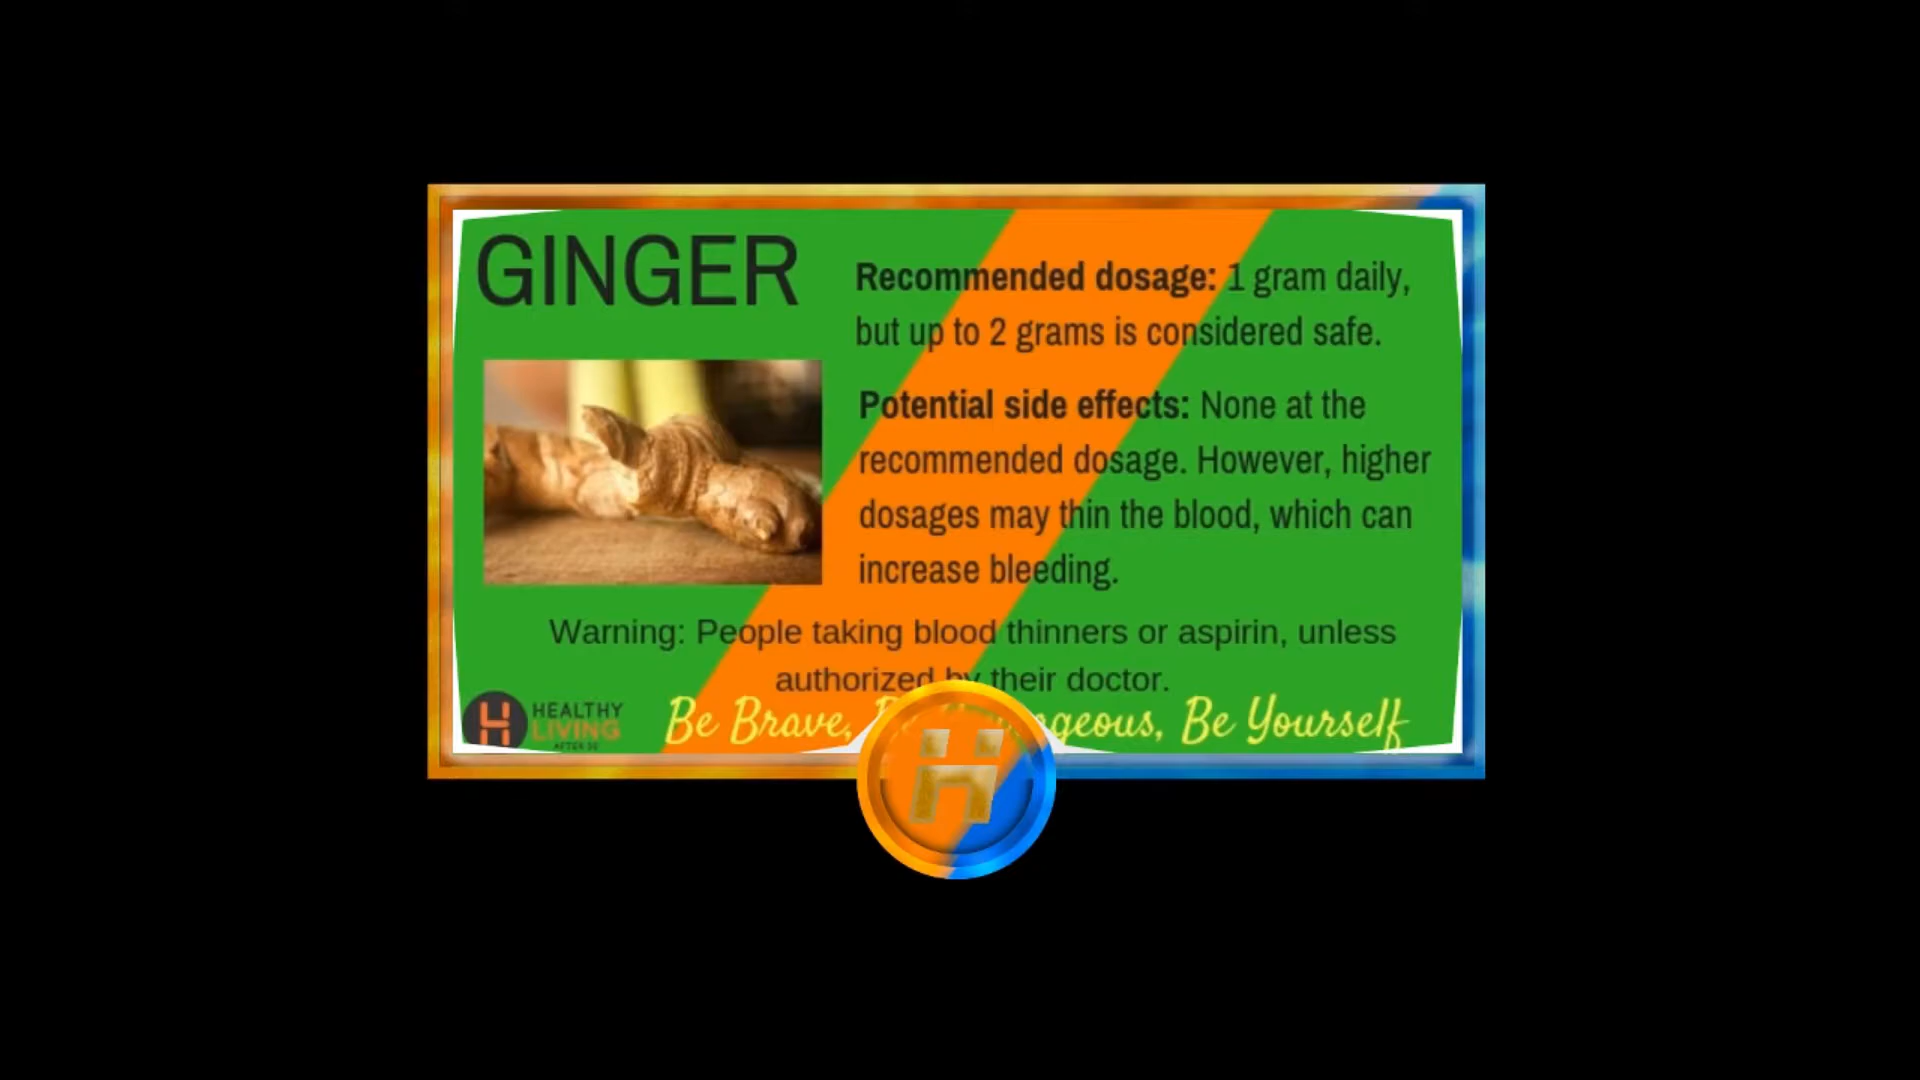 GINGER
Recommended dosage: 1 gram daily,
but up to 2 grams is considered safe.
Potential side effects: None at the
recommended dosage. However, higher
dosages may thin the blood, which can
increase bleeding.
Warning: People taking blood thinners or aspirin, unless
authorized by their doctor.
HEALTHY
LIVING
Be Brave, Be Yourself